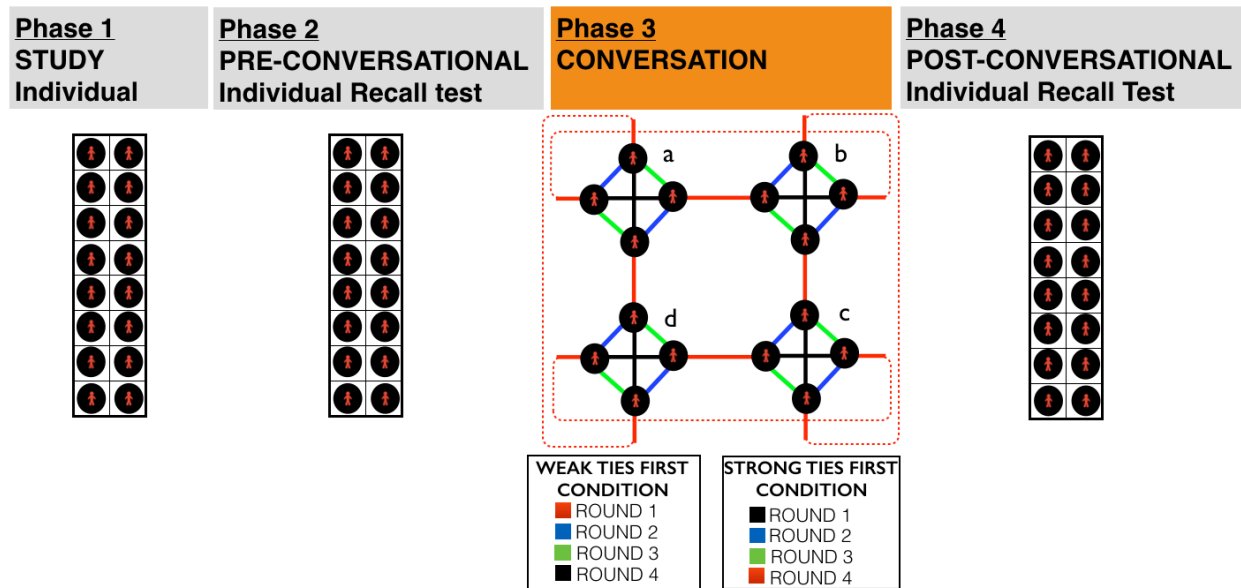 Phase 1
STUDY
Individual
Phase 2
PRE-CONVERSATIONAL
Individual Recall test
Phase 3
CONVERSATION
Phase 4
POST-CONVERSATIONAL
Individual Recall Test
a
b
d
c
WEAK TIES FIRST
CONDITION
ROUND 1
ROUND 2
ROUND 3
ROUND 4
STRONG TIES FIRST
CONDITION
ROUND 1
ROUND 2
ROUND 3
ROUND 4